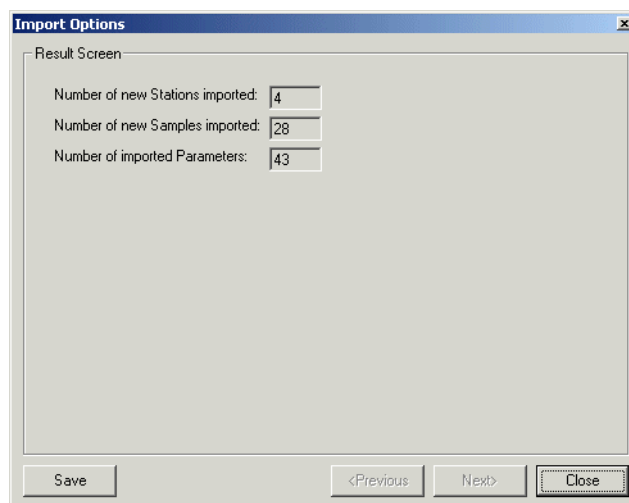 Import Options
Result Screen
Number of new Stations imported: 4
Number of new Samples imported: 28
Number of imported Parameters: 43
Save <Previous Next> Close